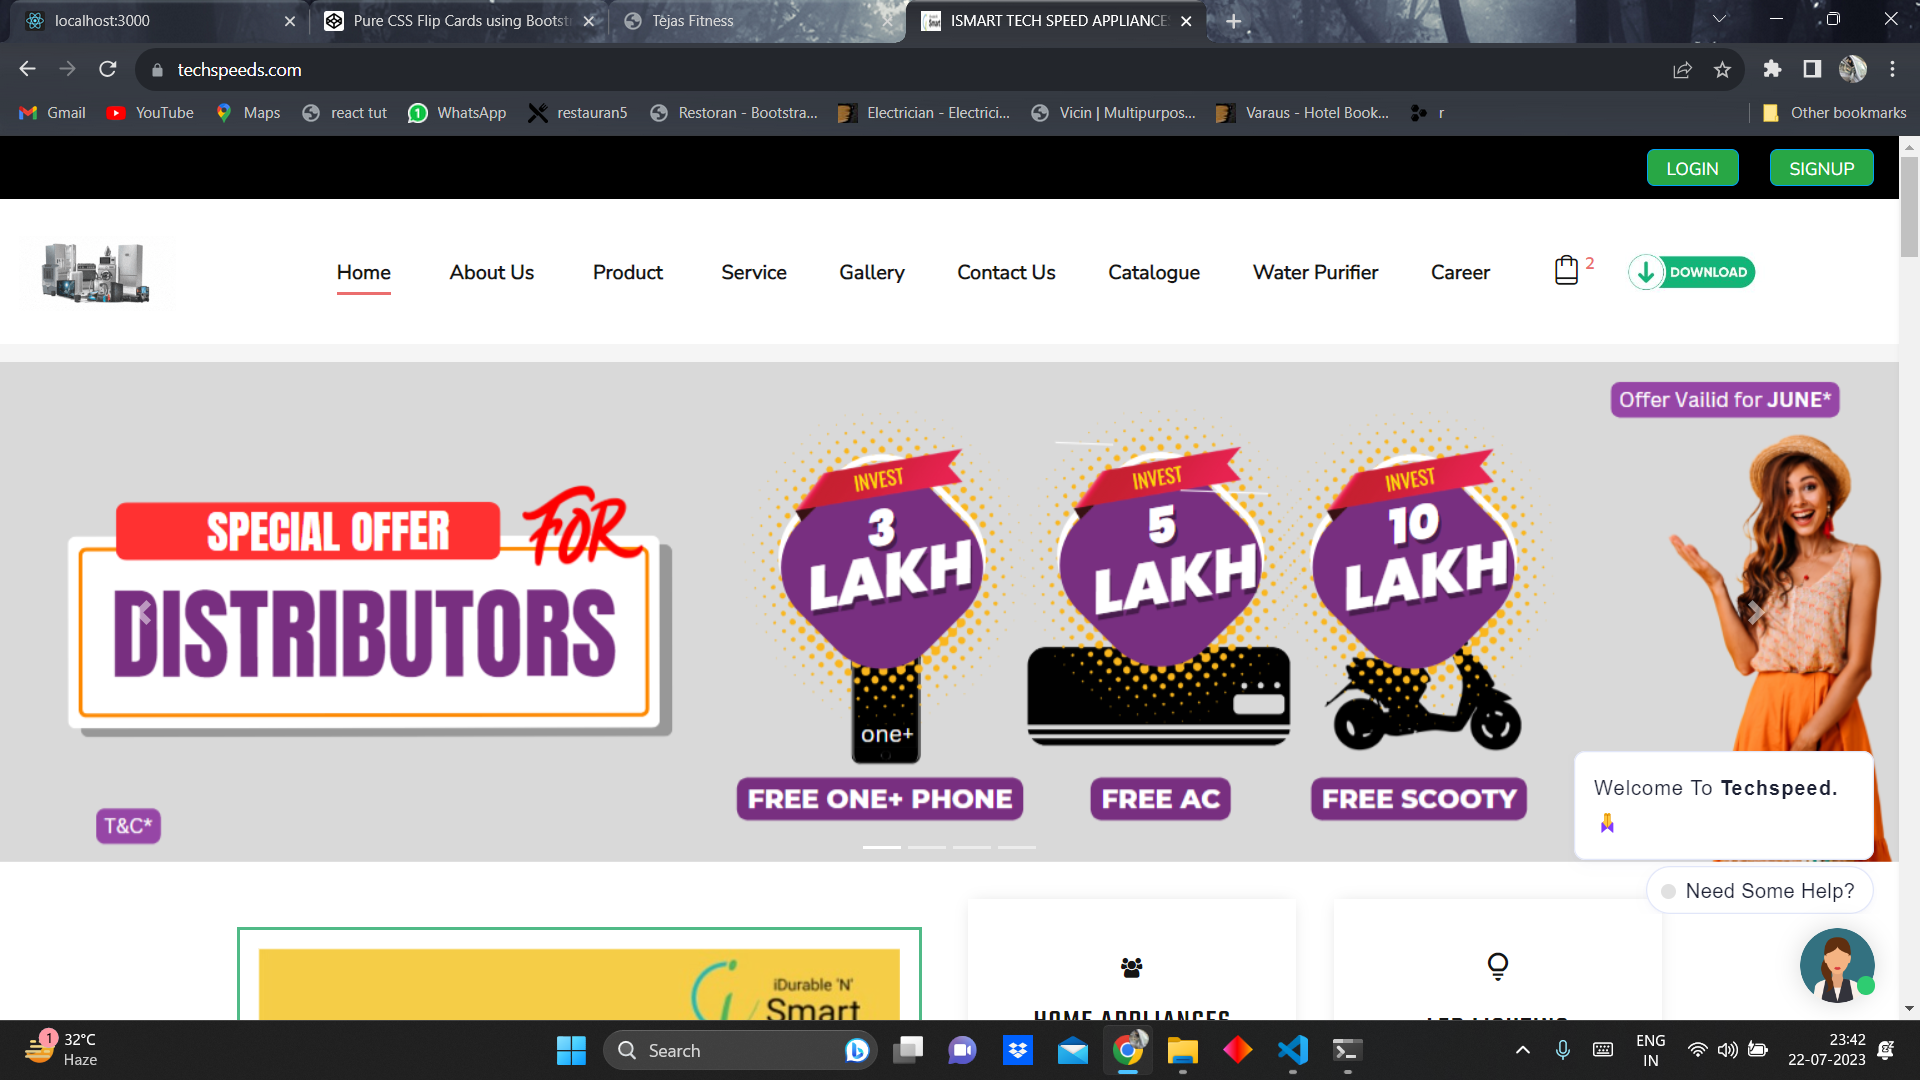 localhost:3000
Pure CSS Flip Cards using Bootst
Tejas Fitness
ISMART TECH SPEED APPLIANCES
techspeeds.com
Gmail
YouTube
Maps
react tut
WhatsApp
restauran5
Restoran - Bootstra...
Electrician - Electrici...
Vicin | Multipurpos...
Varaus - Hotel Book...
r
Other bookmarks
LOGIN
SIGNUP
Home
About Us
Product
Service
Gallery
Contact Us
Catalogue
Water Purifier
Career
2
DOWNLOAD
Offer Vailid for JUNE*
SPECIAL OFFER
FOR
DISTRIBUTORS
T&C*
INVEST
3
LAKH
one+
FREE ONE+ PHONE
INVEST
5
LAKH
FREE AC
INVEST
10
LAKH
FREE SCOOTY
Welcome To Techspeed.
Need Some Help?
iDurable 'N'
Smart
HOME APPLIANCES
LED LIGHTING
1
32°C
Haze
Search
ENG
IN
23:42
22-07-2023